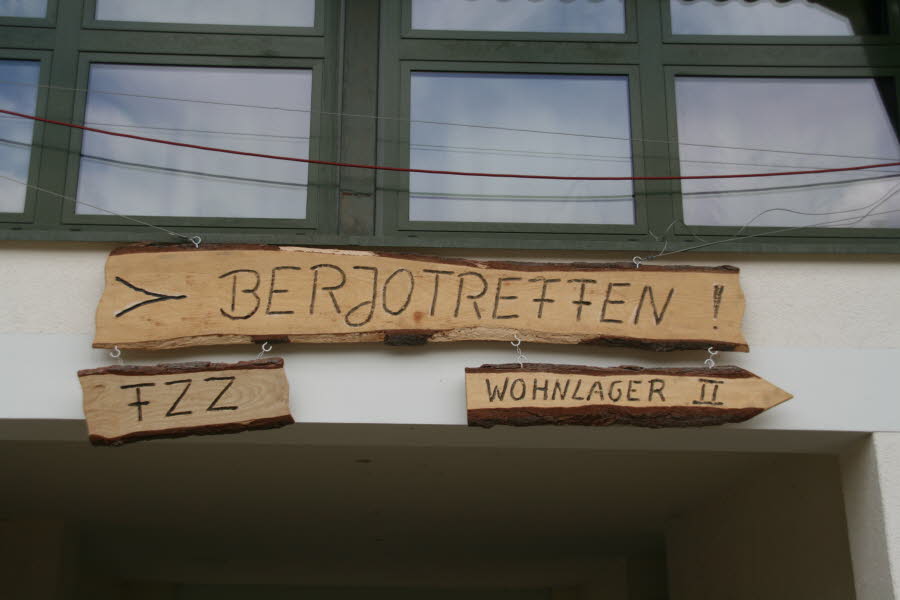 > BERJOTREFFEN !
FZZ
WOHNLAGER II